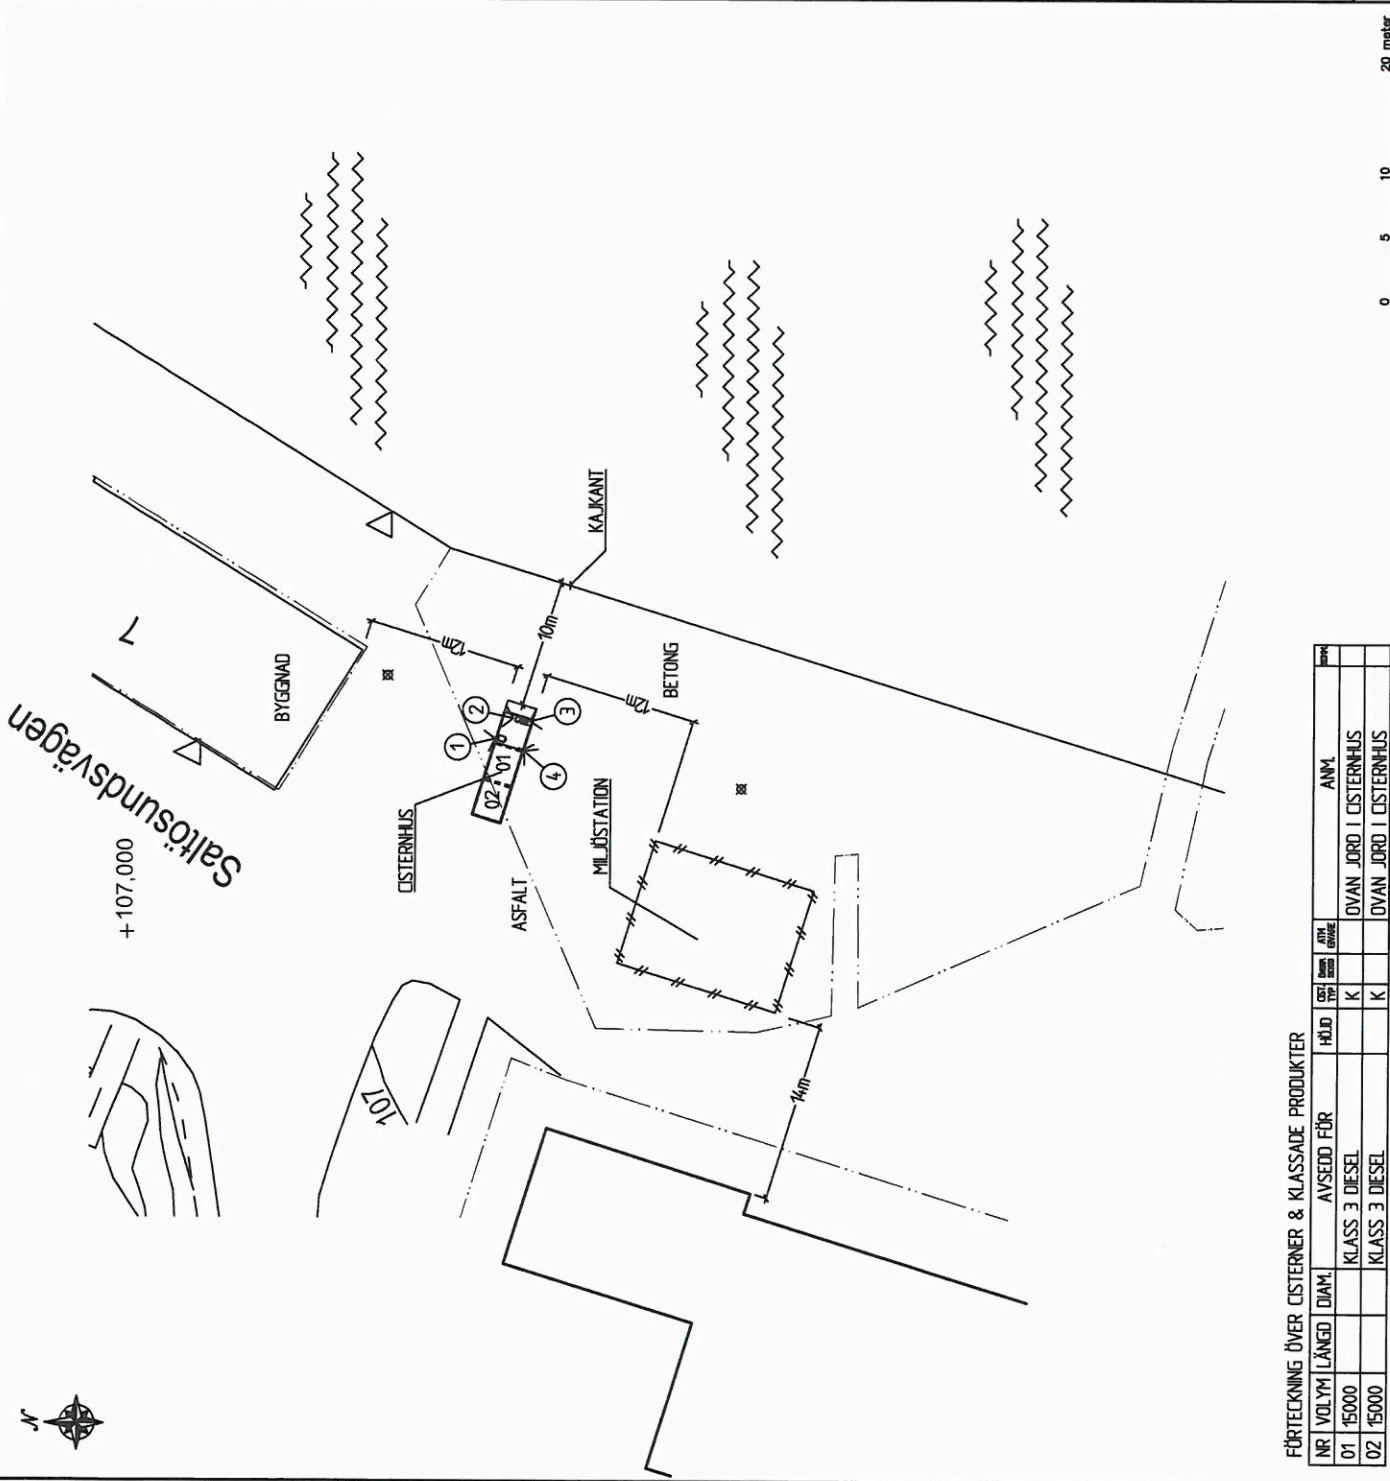 N
Saltösundsvägen
+107,000
7
BYGGNAD
107
12m
10m
KAJKANT
CISTERNHUS
1
2
3
4
02
01
ASFALT
BETONG
12m
MILJÖSTATION
14m
FÖRTECKNING ÖVER CISTERNER & KLASSADE PRODUKTER
NR VOLYM LÄNGD DIAM. AVSEDD FÖR HÖJD CIST. TYP ANM.
01 15000 KLASS 3 DIESEL K OVAN JORD I CISTERNHUS
02 15000 KLASS 3 DIESEL K OVAN JORD I CISTERNHUS
0 5 10 20 meter